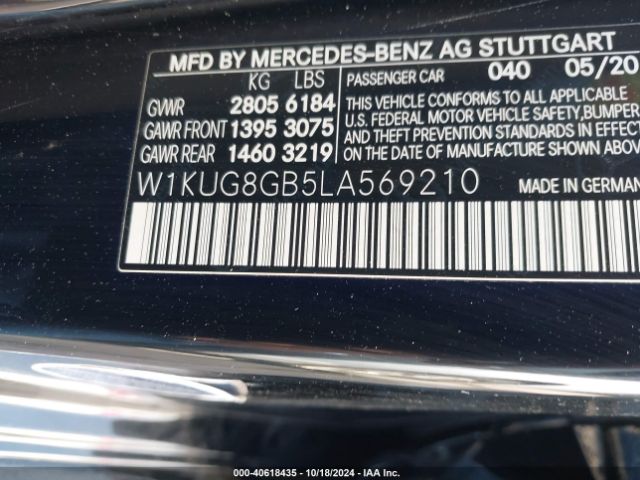 MFD BY MERCEDES-BENZ AG STUTTGART
KG LBS
PASSENGER CAR 040 05/20
GVWR 2805 6184
GAWR FRONT 1395 3075
GAWR REAR 1460 3219
THIS VEHICLE CONFORMS TO ALL APPLICABLE
U.S. FEDERAL MOTOR VEHICLE SAFETY, BUMPER
AND THEFT PREVENTION STANDARDS IN EFFECT
ON THE DATE OF MANUFACTURE SHOWN ABOVE
W1KUG8GB5LA569210
MADE IN GERMAN
000-40618435 - 10/18/2024 - IAA Inc.